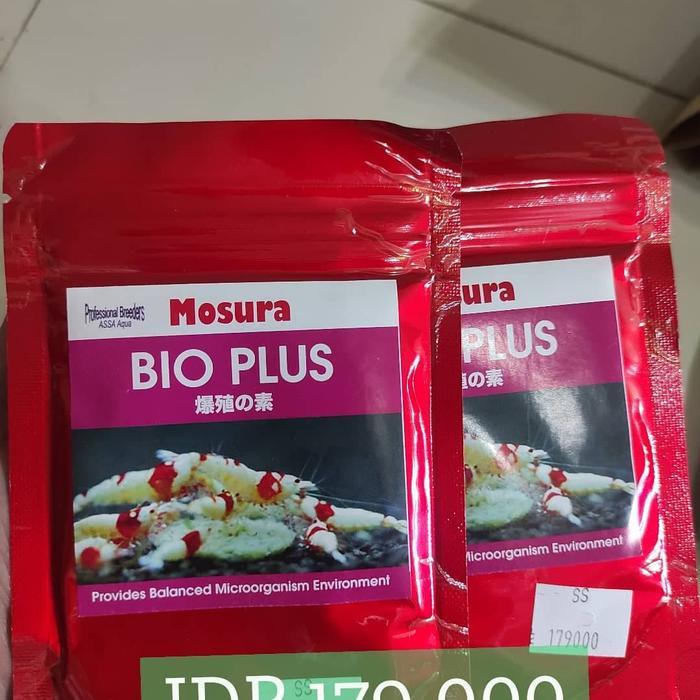 Professional Breeders
ASSA Aqua
Mosura
BIO PLUS
爆殖の素
Provides Balanced Microorganism Environment
ura
PLUS
の素
Microorganism Environment
SS
179000
SS
IDR 179.000